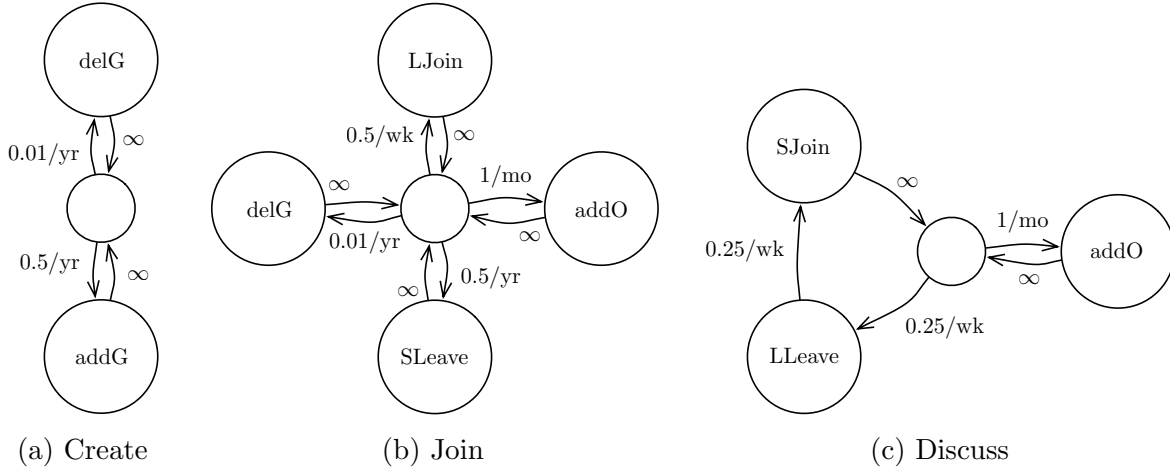 delG
0.01/yr
∞
0.5/yr
∞
addG
(a) Create
LJoin
0.5/wk
∞
delG
∞
0.01/yr
1/mo
∞
addO
∞
0.5/yr
SLeave
(b) Join
SJoin
∞
0.25/wk
1/mo
∞
addO
0.25/wk
LLeave
(c) Discuss